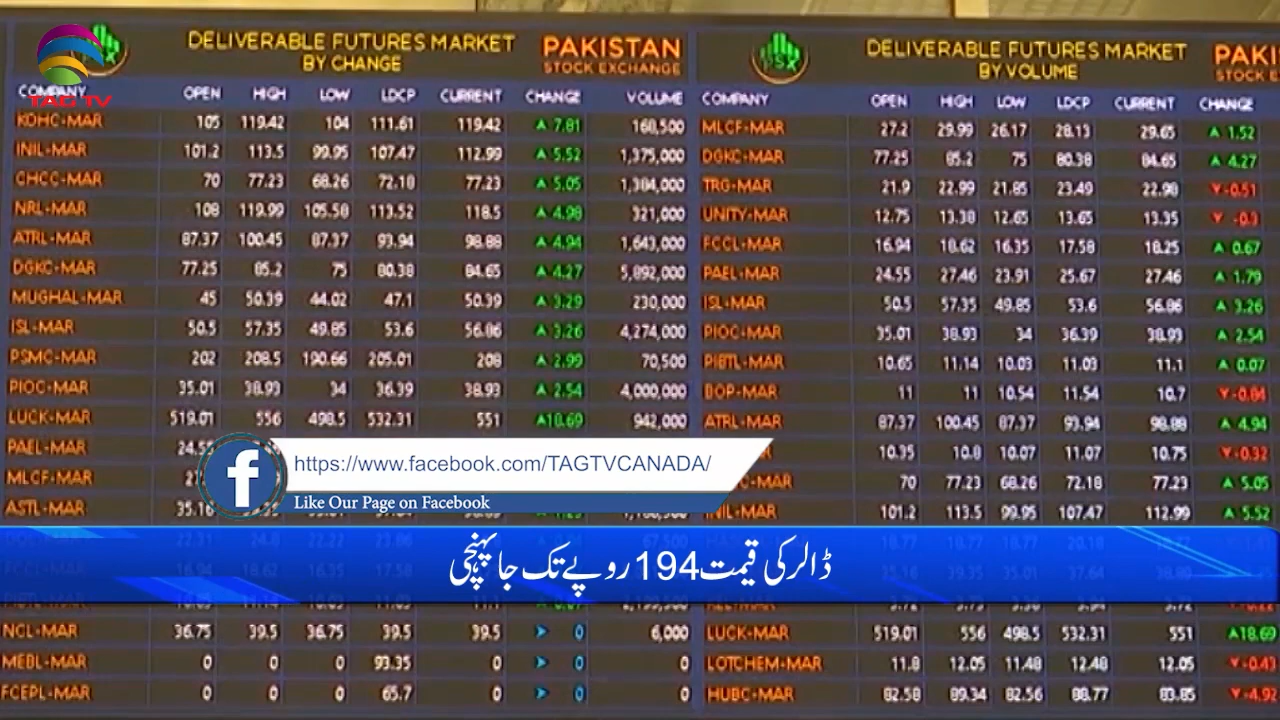 DELIVERABLE FUTURES MARKET
BY CHANGE
PAKISTAN
STOCK EXCHANGE
TAG TV
COMPANY OPEN HIGH LOW LDCP CURRENT CHANGE VOLUME
KOHC-MAR 105 119.42 104 111.61 119.42 7.81 160,500
INIL-MAR 101.2 113.5 99.95 107.47 112.99 5.52 1,375,000
CHCC-MAR 70 77.23 68.26 72.18 77.23 5.05 1,384,000
NRL-MAR 108 119.99 105.58 113.52 118.5 4.98 321,000
ATRL-MAR 87.37 100.45 87.37 93.94 98.88 4.94 1,643,000
DGKC-MAR 77.25 85.2 75 80.38 84.65 4.27 5,892,000
MUGHAL-MAR 45 50.39 44.02 47.1 50.39 3.29 230,000
ISL-MAR 50.5 57.35 49.85 53.6 56.86 3.26 4,274,000
PSMC-MAR 202 208.5 190.66 205.01 208 2.99 70,500
PIOC-MAR 35.01 38.93 34 36.39 38.93 2.54 4,000,000
LUCK-MAR 519.01 556 498.5 532.31 551 18.69 942,000
PAEL-MAR
MLCF-MAR
ASTL-MAR 35.16
NCL-MAR 36.75 39.5 36.75 39.5 39.5 0 6,000
MEBL-MAR 0 0 0 93.35 0 0 0
FCEPL-MAR 0 0 0 65.7 0 0 0
DELIVERABLE FUTURES MARKET
BY VOLUME
PSX
STOCK EX
COMPANY OPEN HIGH LOW LDCP CURRENT CHANGE
MLCF-MAR 27.2 29.99 26.17 28.13 29.65 1.52
DGKC-MAR 77.25 85.2 75 80.38 84.65 4.27
TRG-MAR 21.9 22.99 21.85 23.49 22.98 -0.51
UNITY-MAR 12.75 13.38 12.65 13.65 13.35 -0.3
FCCL-MAR 16.94 18.62 16.35 17.58 18.25 0.67
PAEL-MAR 24.55 27.46 23.91 25.67 27.46 1.79
ISL-MAR 50.5 57.35 49.85 53.6 56.86 3.26
PIOC-MAR 35.01 38.93 34 36.39 38.93 2.54
PIBTL-MAR 10.65 11.14 10.03 11.03 11.1 0.07
BOP-MAR 11 11 10.54 11.54 10.7 -0.84
ATRL-MAR 87.37 100.45 87.37 93.94 98.88 4.94
10.35 10.8 10.07 11.07 10.75 -0.32
70 77.23 68.26 72.18 77.23 5.05
INIL-MAR 101.2 113.5 99.95 107.47 112.99 5.52
LUCK-MAR 519.01 556 498.5 532.31 551 18.69
LOTCHEM-MAR 11.8 12.05 11.48 12.48 12.05 -0.43
HUBC-MAR 82.58 89.34 82.56 88.77 83.85 -4.92
https://www.facebook.com/TAGTVCANADA/
Like Our Page on Facebook
ڈالر کی قیمت 194 روپے تک جا پہنچی